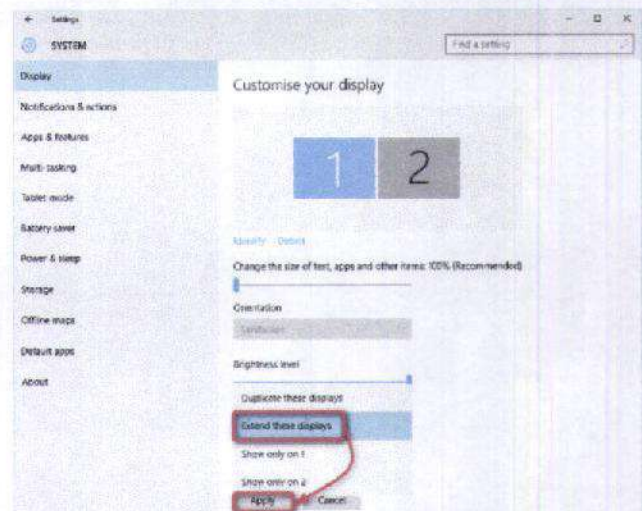 Settings
SYSTEM
Find a setting
Display
Notifications & actions
Apps & features
Multi-tasking
Tablet mode
Battery saver
Power & sleep
Storage
Offline maps
Default apps
About
Customise your display
1 2
Identify Detect
Change the size of text, apps and other items: 100% (Recommended)
Orientation
Landscape
Brightness level
Duplicate these displays
Extend these displays
Show only on 1
Show only on 2
Apply Cancel